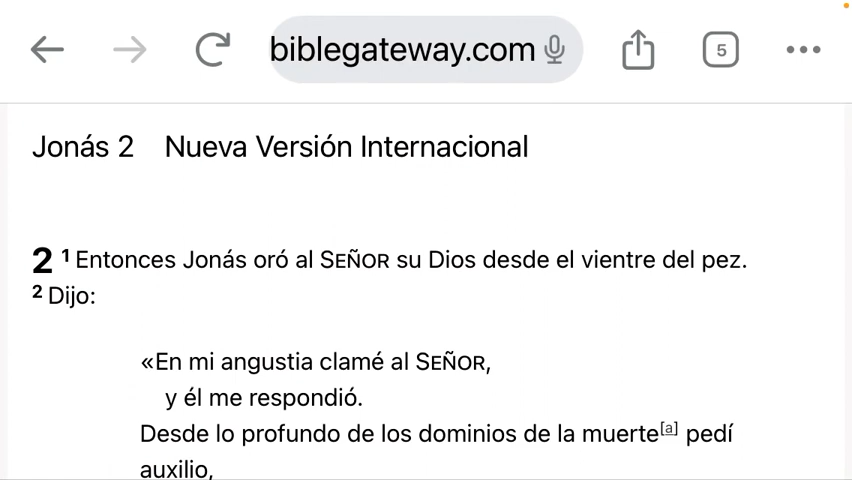 biblegateway.com
5
Jonás 2 Nueva Versión Internacional
2 1 Entonces Jonás oró al SEÑOR su Dios desde el vientre del pez.
2 Dijo:
«En mi angustia clamé al SEÑOR,
y él me respondió.
Desde lo profundo de los dominios de la muerte[a] pedí
auxilio,